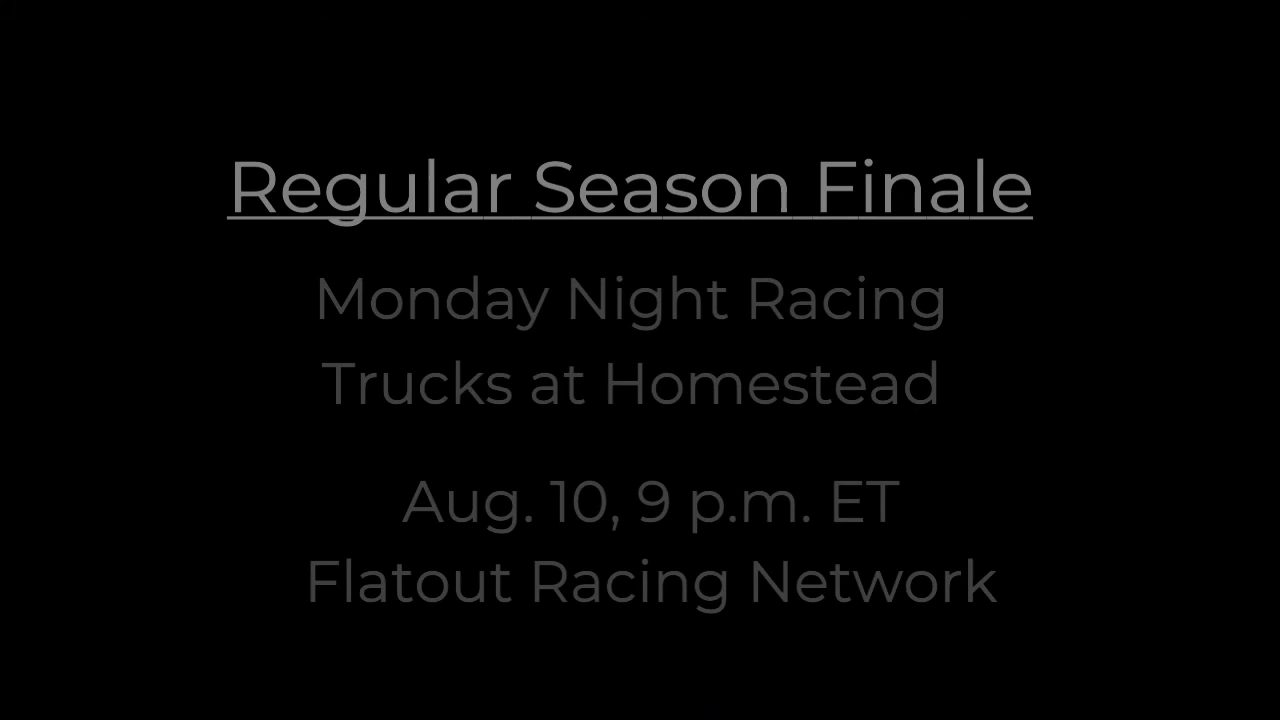 Regular Season Finale
Monday Night Racing
Trucks at Homestead
Aug. 10, 9 p.m. ET
Flatout Racing Network